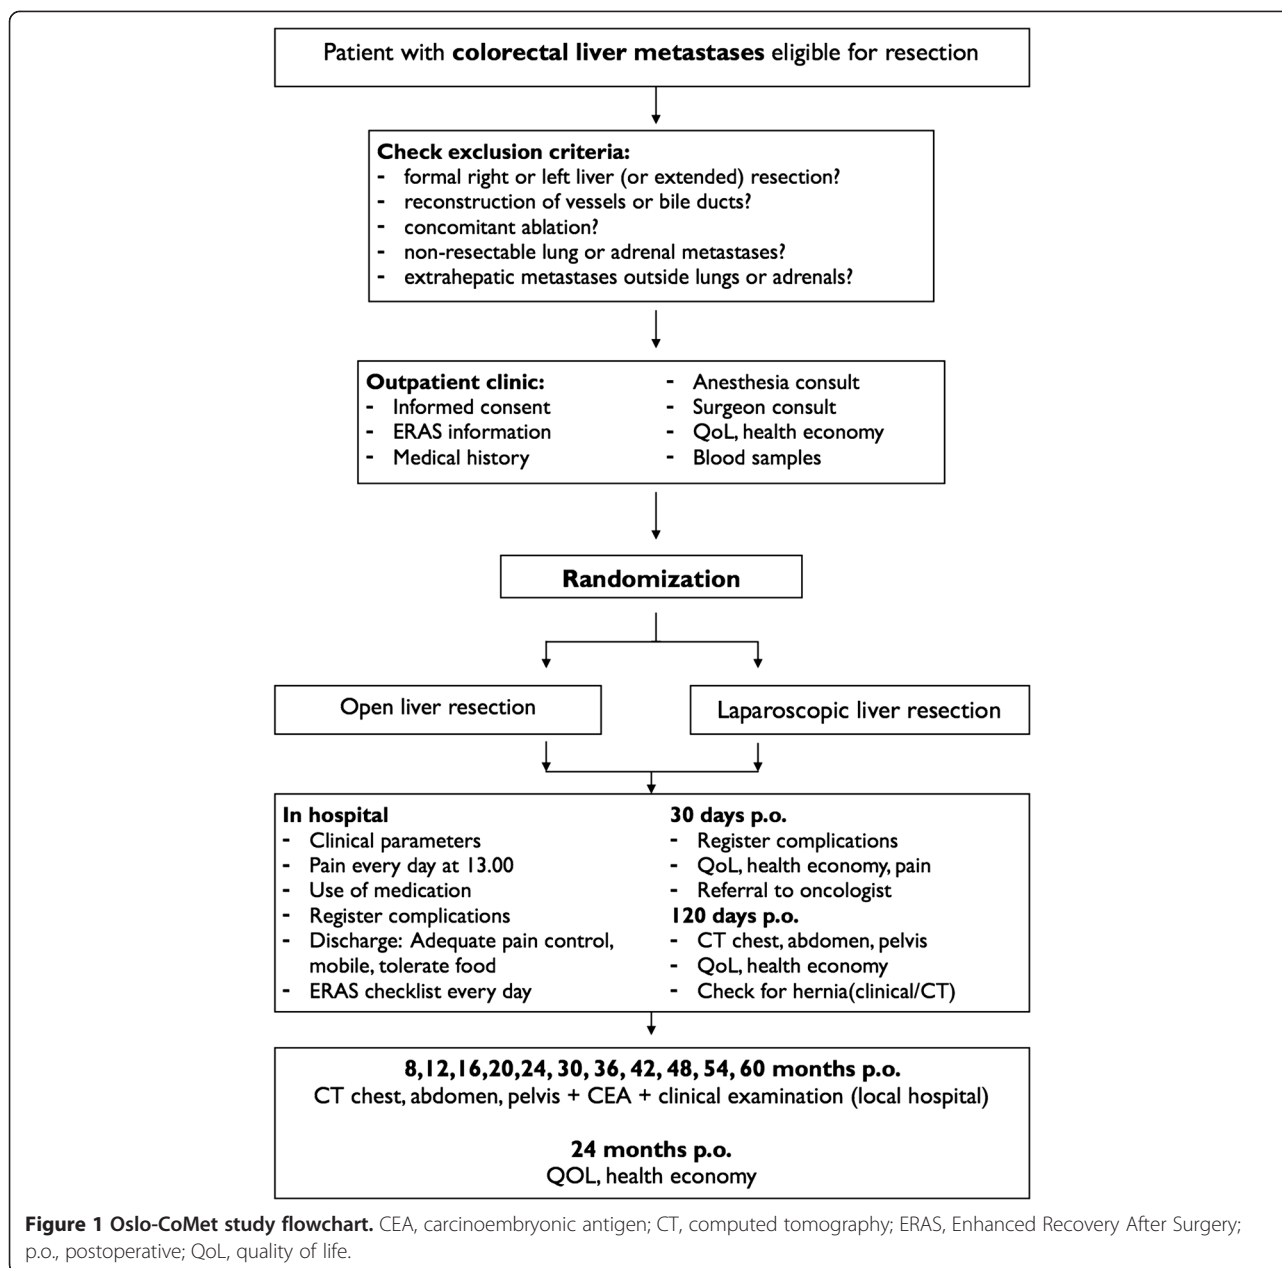 Patient with colorectal liver metastases eligible for resection
Check exclusion criteria:
- formal right or left liver (or extended) resection?
- reconstruction of vessels or bile ducts?
- concomitant ablation?
- non-resectable lung or adrenal metastases?
- extrahepatic metastases outside lungs or adrenals?
Outpatient clinic:
- Informed consent
- ERAS information
- Medical history
- Anesthesia consult
- Surgeon consult
- QoL, health economy
- Blood samples
Randomization
Open liver resection
Laparoscopic liver resection
In hospital
- Clinical parameters
- Pain every day at 13.00
- Use of medication
- Register complications
- Discharge: Adequate pain control,
mobile, tolerate food
- ERAS checklist every day
30 days p.o.
- Register complications
- QoL, health economy, pain
- Referral to oncologist
120 days p.o.
- CT chest, abdomen, pelvis
- QoL, health economy
- Check for hernia(clinical/CT)
8,12,16,20,24, 30, 36, 42, 48, 54, 60 months p.o.
CT chest, abdomen, pelvis + CEA + clinical examination (local hospital)
24 months p.o.
QOL, health economy
Figure 1 Oslo-CoMet study flowchart. CEA, carcinoembryonic antigen; CT, computed tomography; ERAS, Enhanced Recovery After Surgery;
p.o., postoperative; QoL, quality of life.